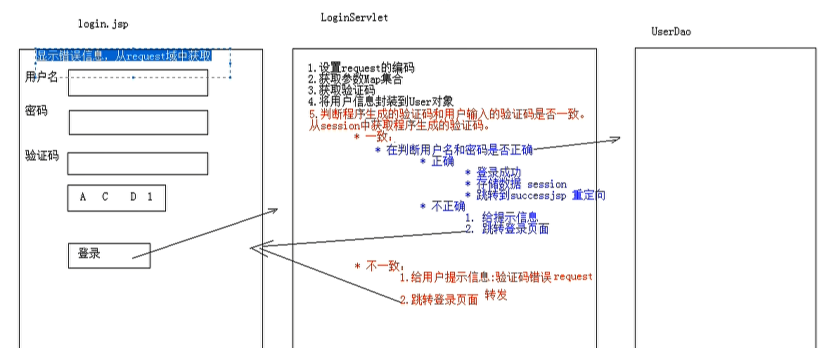 login.jsp
显示错误信息，从request域中获取
用户名
密码
验证码
A C D 1
登录
LoginServlet
1.设置request的编码
2.获取参数Map集合
3.获取验证码
4.将用户信息封装到User对象
5.判断程序生成的验证码和用户输入的验证码是否一致。
从session中获取程序生成的验证码。
* 一致：
* 在判断用户名和密码是否正确
* 正确
* 登录成功
* 存储数据 session
* 跳转到successjsp 重定向
* 不正确
1. 给提示信息
2. 跳转登录页面
* 不一致：
1.给用户提示信息:验证码错误 request
2.跳转登录页面 转发
UserDao